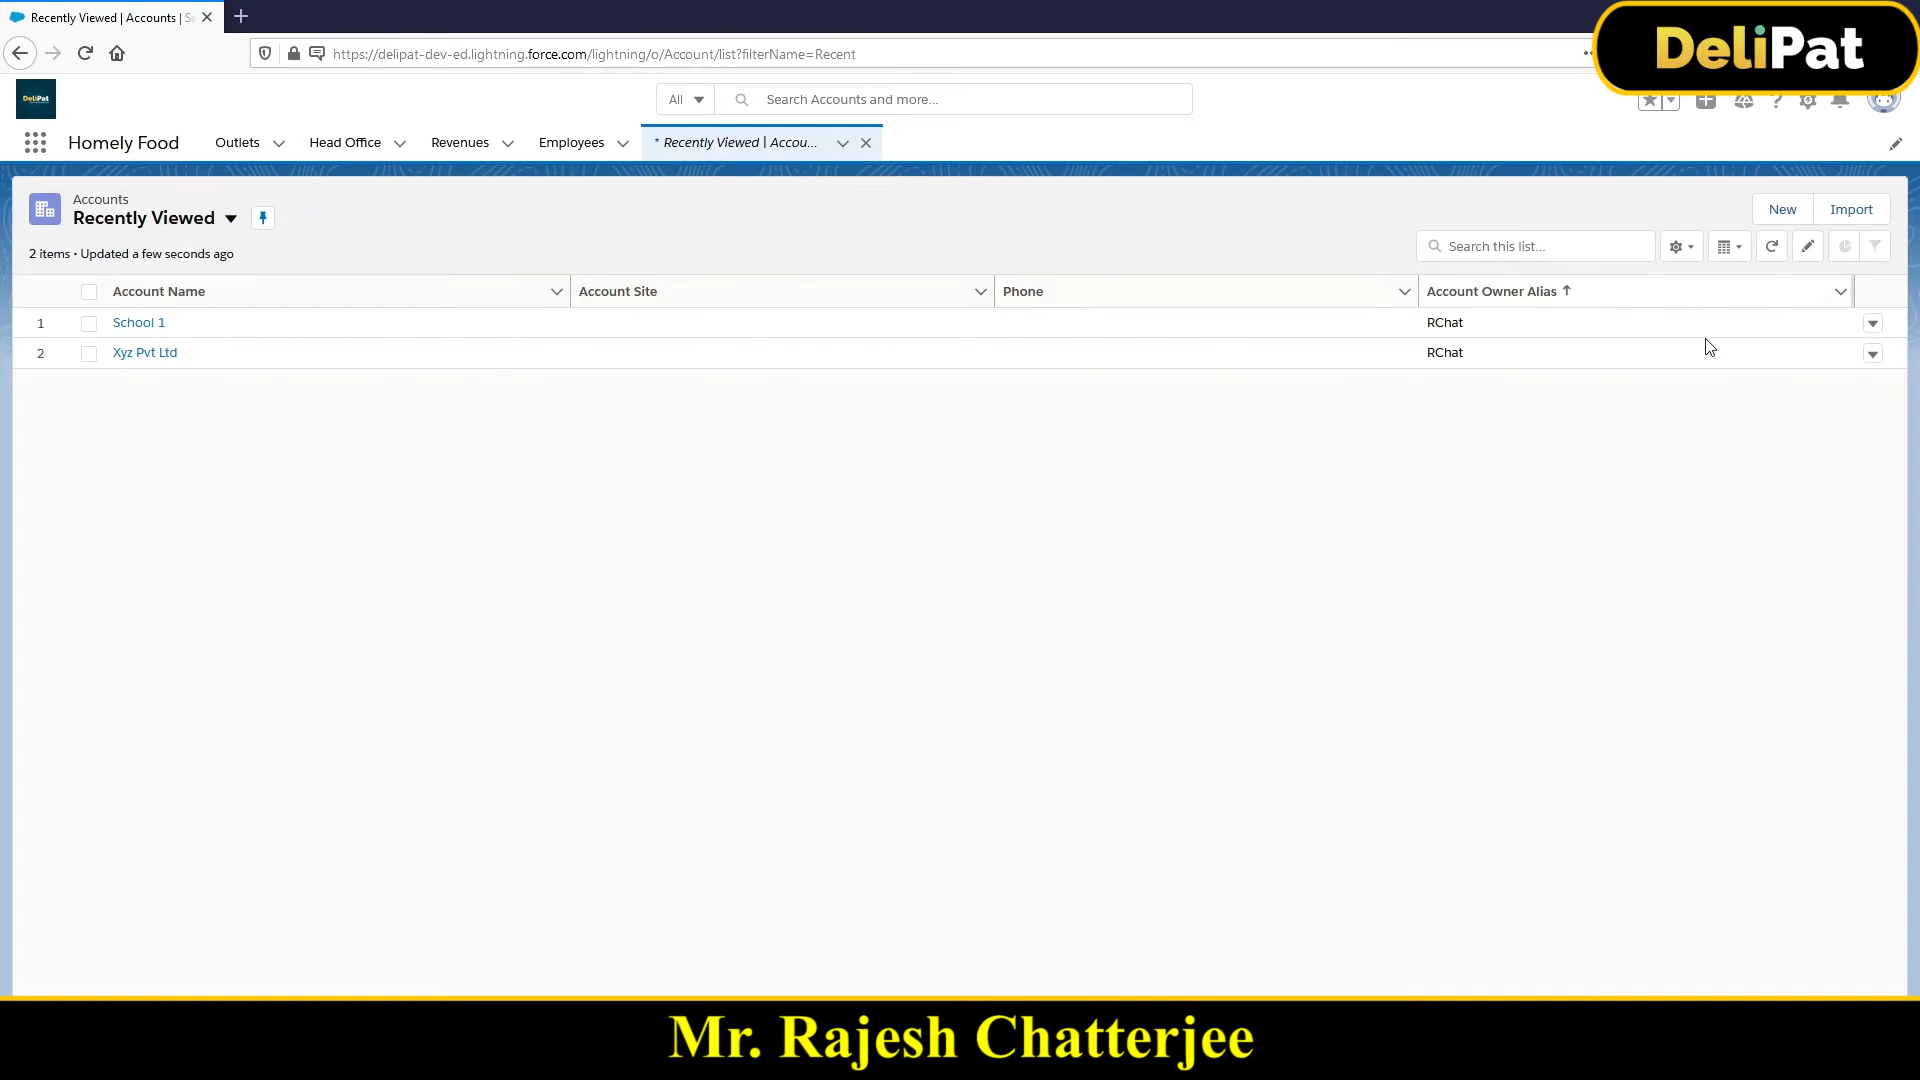 Recently Viewed | Accounts | Sa
DeliPat
https://delipat-dev-ed.lightning.force.com/lightning/o/Account/list?filterName=Recent
DeliPat
All
Search Accounts and more...
Homely Food
Outlets
Head Office
Revenues
Employees
* Recently Viewed | Accou...
Accounts
Recently Viewed
New
Import
2 items • Updated a few seconds ago
Search this list...
Account Name
Account Site
Phone
Account Owner Alias ↑
1
School 1
RChat
2
Xyz Pvt Ltd
RChat
Mr. Rajesh Chatterjee